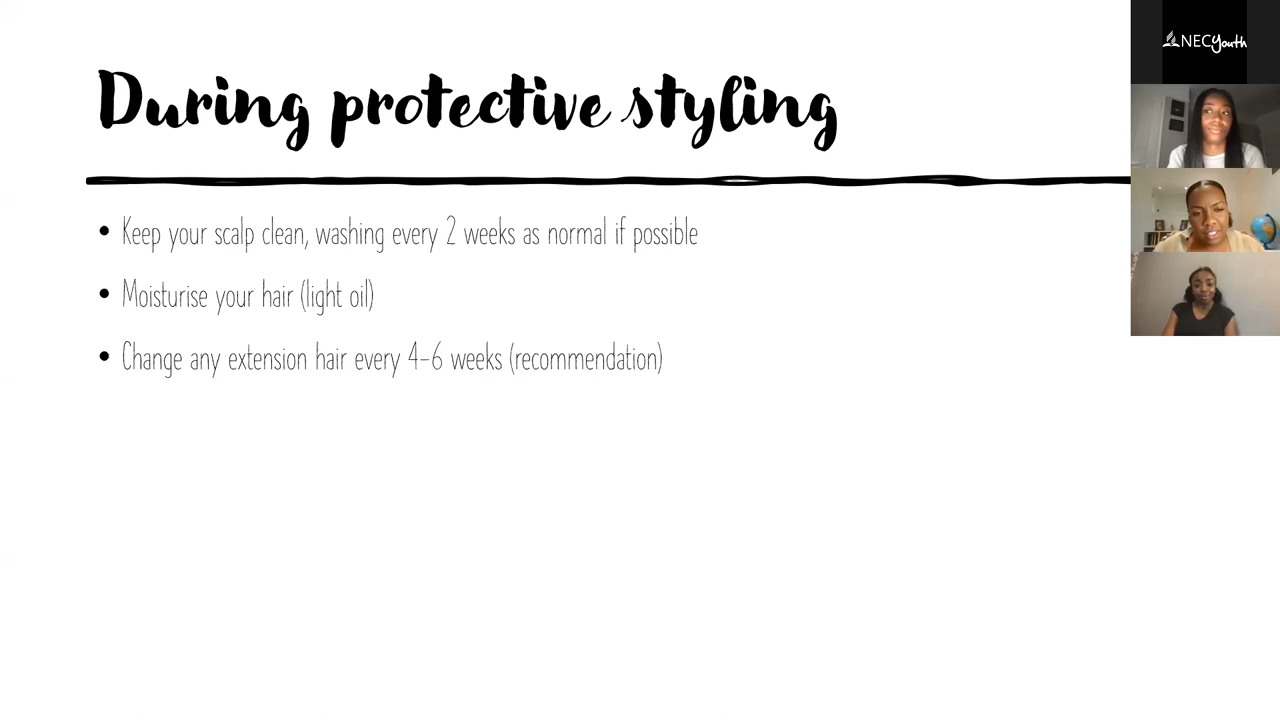 During protective styling
• Keep your scalp clean, washing every 2 weeks as normal if possible
• Moisturise your hair (light oil)
• Change any extension hair every 4-6 weeks (recommendation)
NECYouth